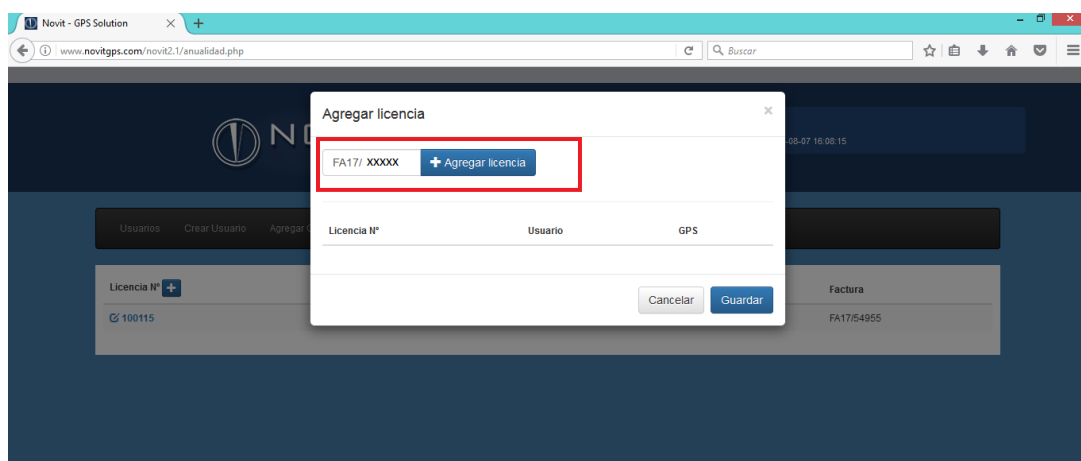 Novit - GPS Solution
www.novitgps.com/novit2.1/anualidad.php
Buscar
Agregar licencia
-08-07 16:08:15
FA17/ XXXXX
Agregar licencia
Usuarios Crear Usuario Agregar
Licencia N° Usuario GPS
Licencia N° Factura
Cancelar Guardar
100115 FA17/54955